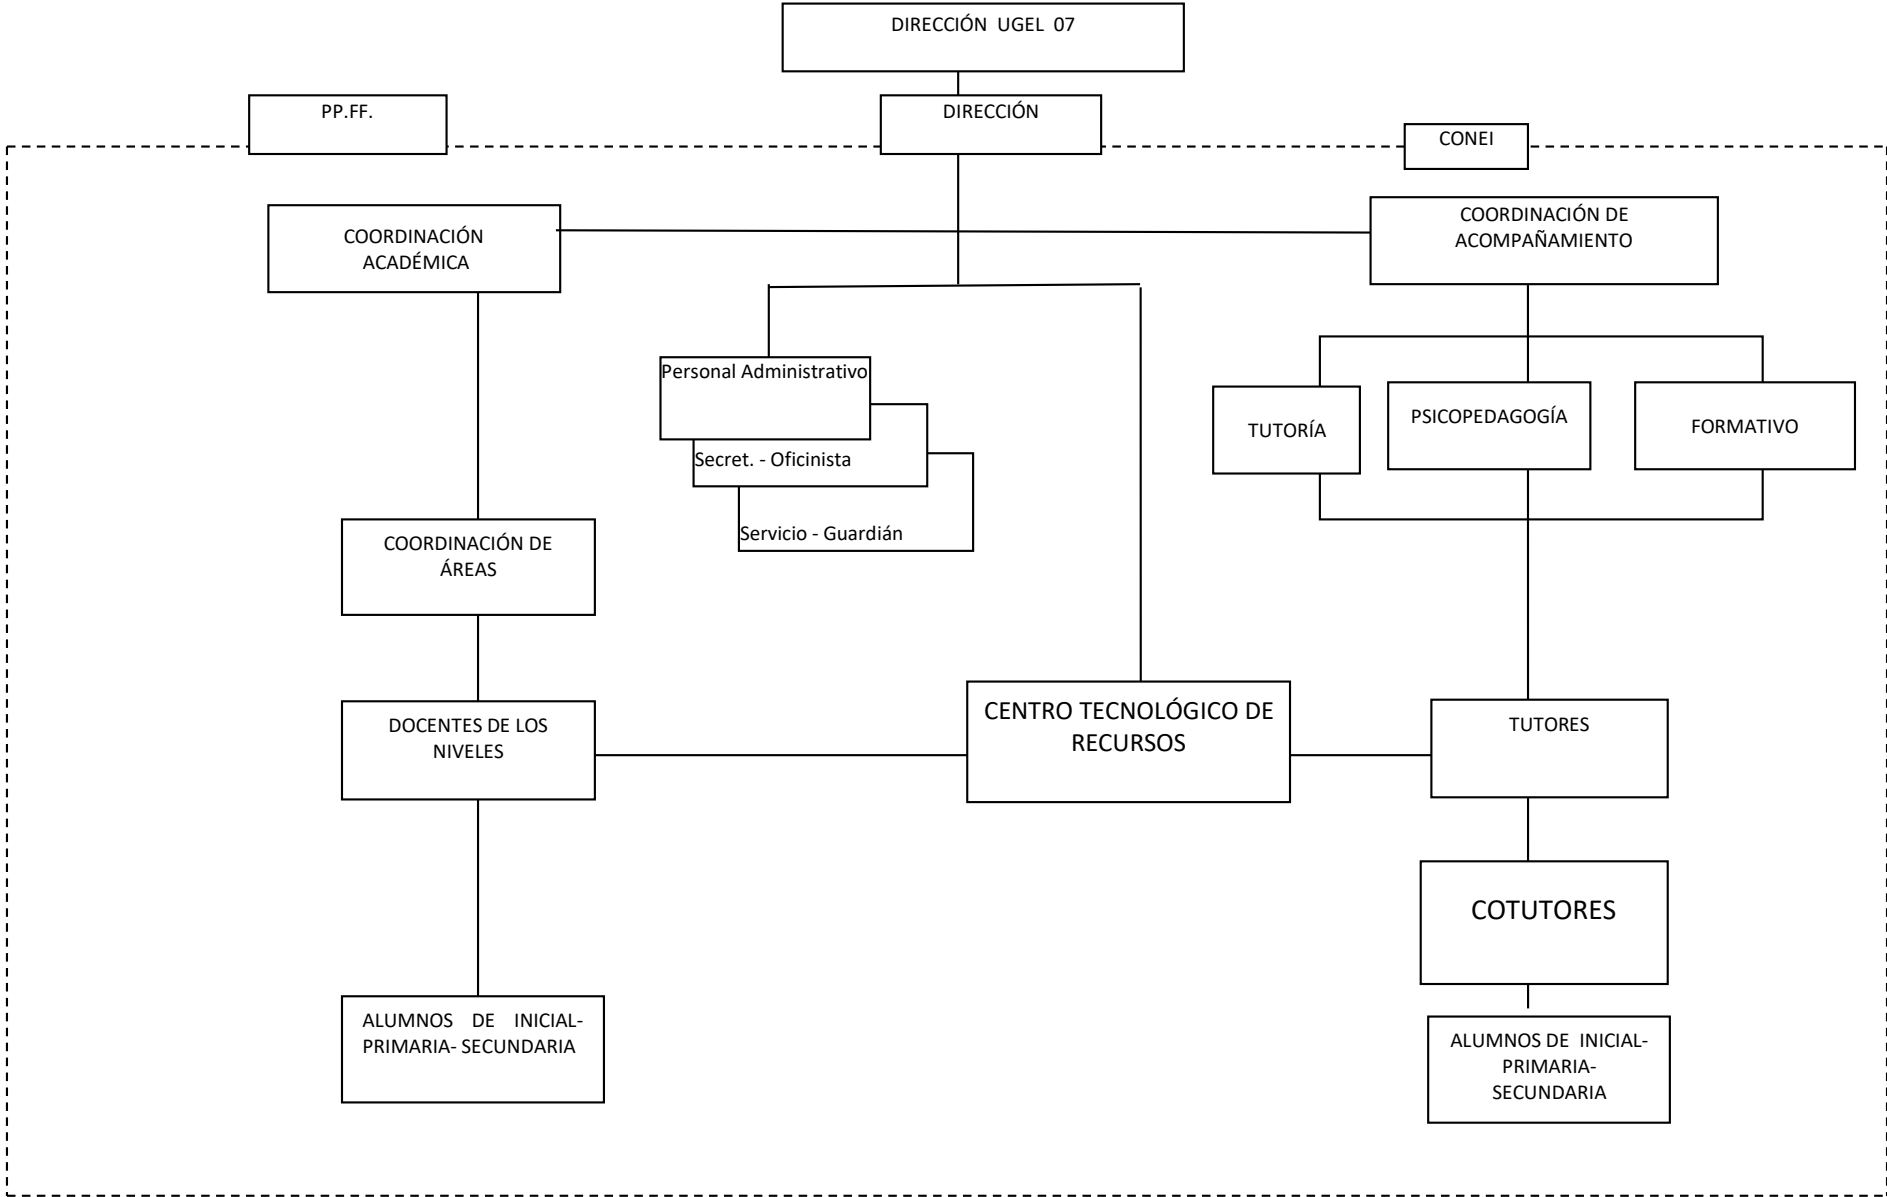 DIRECCIÓN UGEL 07
PP.FF.
DIRECCIÓN
CONEI
COORDINACIÓN
ACADÉMICA
COORDINACIÓN DE
ACOMPAÑAMIENTO
Personal Administrativo
Secret. - Oficinista
Servicio - Guardián
TUTORÍA
PSICOPEDAGOGÍA
FORMATIVO
COORDINACIÓN DE
ÁREAS
DOCENTES DE LOS
NIVELES
CENTRO TECNOLÓGICO DE
RECURSOS
TUTORES
COTUTORES
ALUMNOS DE INICIAL-
PRIMARIA- SECUNDARIA
ALUMNOS DE INICIAL-
PRIMARIA-
SECUNDARIA